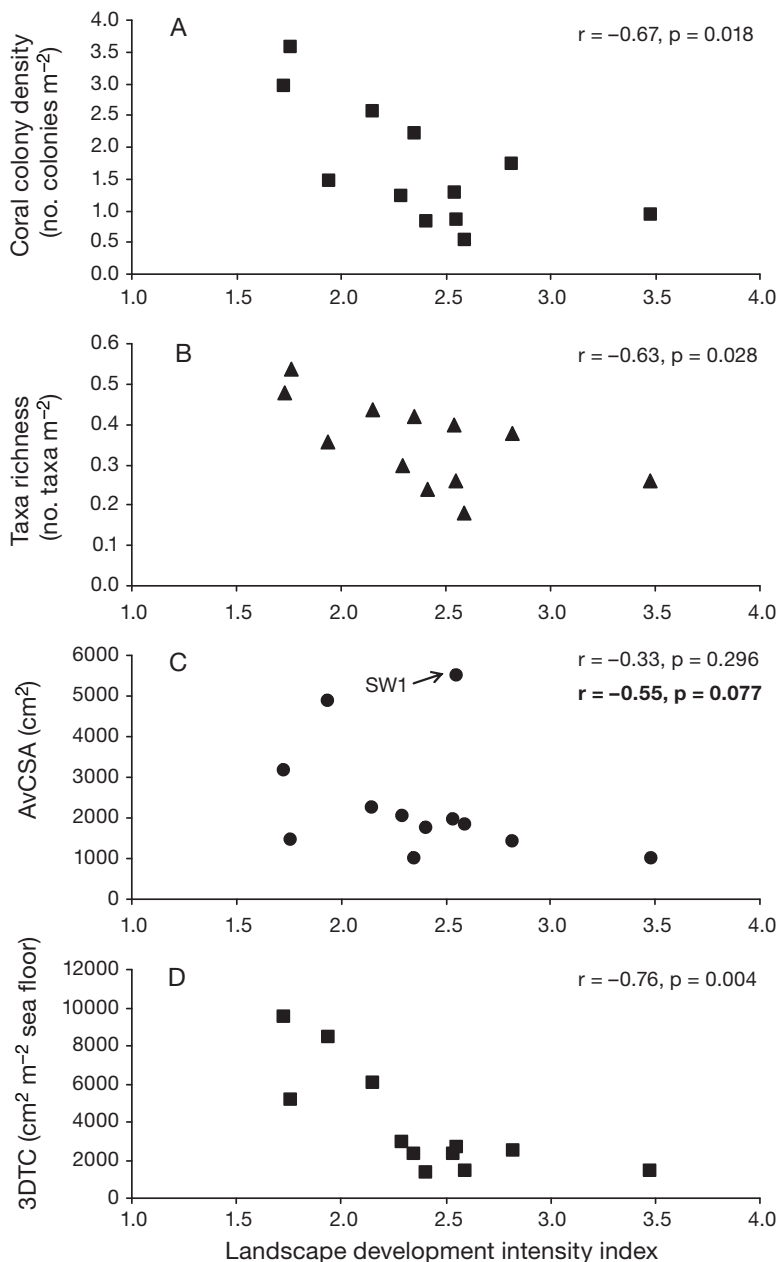 A
r = −0.67, p = 0.018
Coral colony density
(no. colonies m−2)
4.0
3.5
3.0
2.5
2.0
1.5
1.0
0.5
0.0
1.0 1.5 2.0 2.5 3.0 3.5 4.0
B
r = −0.63, p = 0.028
Taxa richness
(no. taxa m−2)
0.6
0.5
0.4
0.3
0.2
0.1
0.0
1.0 1.5 2.0 2.5 3.0 3.5 4.0
C
r = −0.33, p = 0.296
r = −0.55, p = 0.077
SW1
AvCSA (cm2)
6000
5000
4000
3000
2000
1000
0
1.0 1.5 2.0 2.5 3.0 3.5 4.0
D
r = −0.76, p = 0.004
3DTC (cm2 m−2 sea floor)
12000
10000
8000
6000
4000
2000
0
1.0 1.5 2.0 2.5 3.0 3.5 4.0
Landscape development intensity index